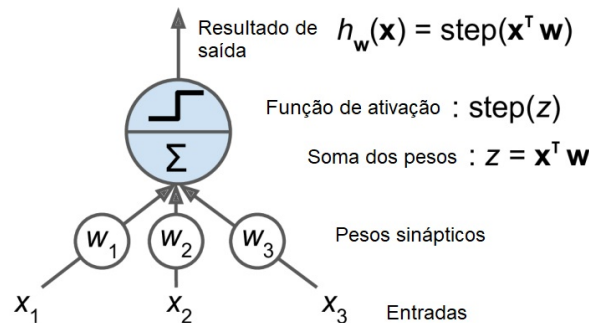 Resultado de saída h_w(x) = step(xᵀ w)
Função de ativação : step(z)
Σ Soma dos pesos : z = xᵀ w
w₁ w₂ w₃ Pesos sinápticos
x₁ x₂ x₃ Entradas